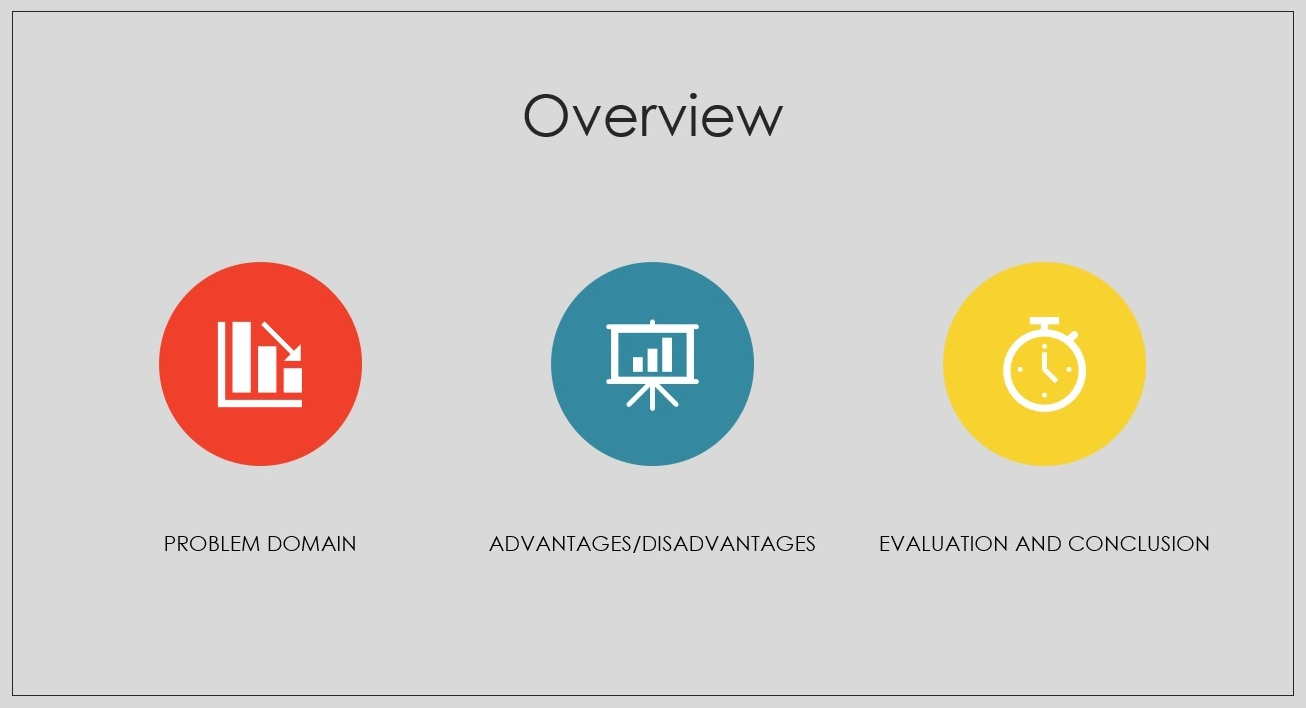 Overview
PROBLEM DOMAIN
ADVANTAGES/DISADVANTAGES
EVALUATION AND CONCLUSION